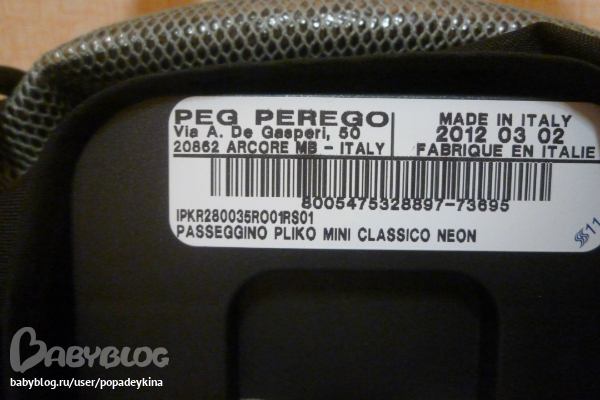 PEG PEREGO
Via A. De Gasperi, 50
20862 ARCORE MB - ITALY
MADE IN ITALY
2012 03 02
FABRIQUE EN ITALIE
8005475328897-73695
IPKR280035RO01RS01
PASSEGGINO PLIKO MINI CLASSICO NEON
11
BABYBLOG
babyblog.ru/user/popadeykina